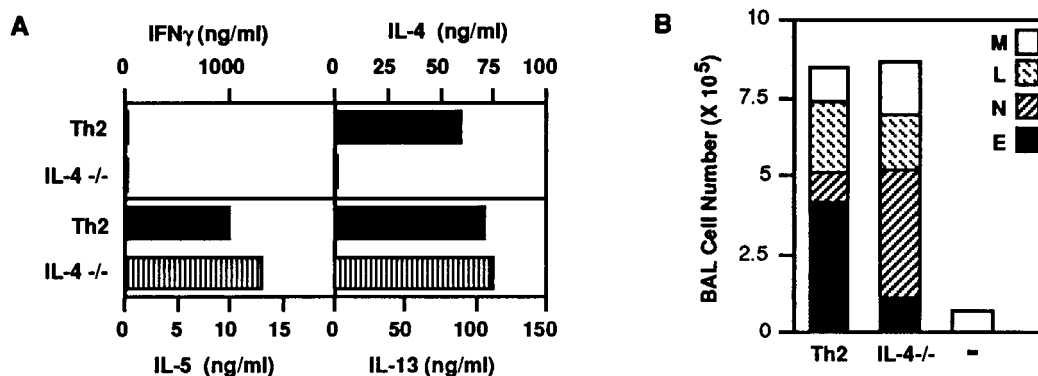 A
IFNγ (ng/ml)
IL-4 (ng/ml)
0 1000
0 25 50 75 100
Th2
IL-4 -/-
Th2
IL-4 -/-
0 5 10 15
0 50 100 150
IL-5 (ng/ml)
IL-13 (ng/ml)
B
BAL Cell Number (X 10⁵)
10
7.5
5
2.5
0
M
L
N
E
Th2 IL-4-/- -